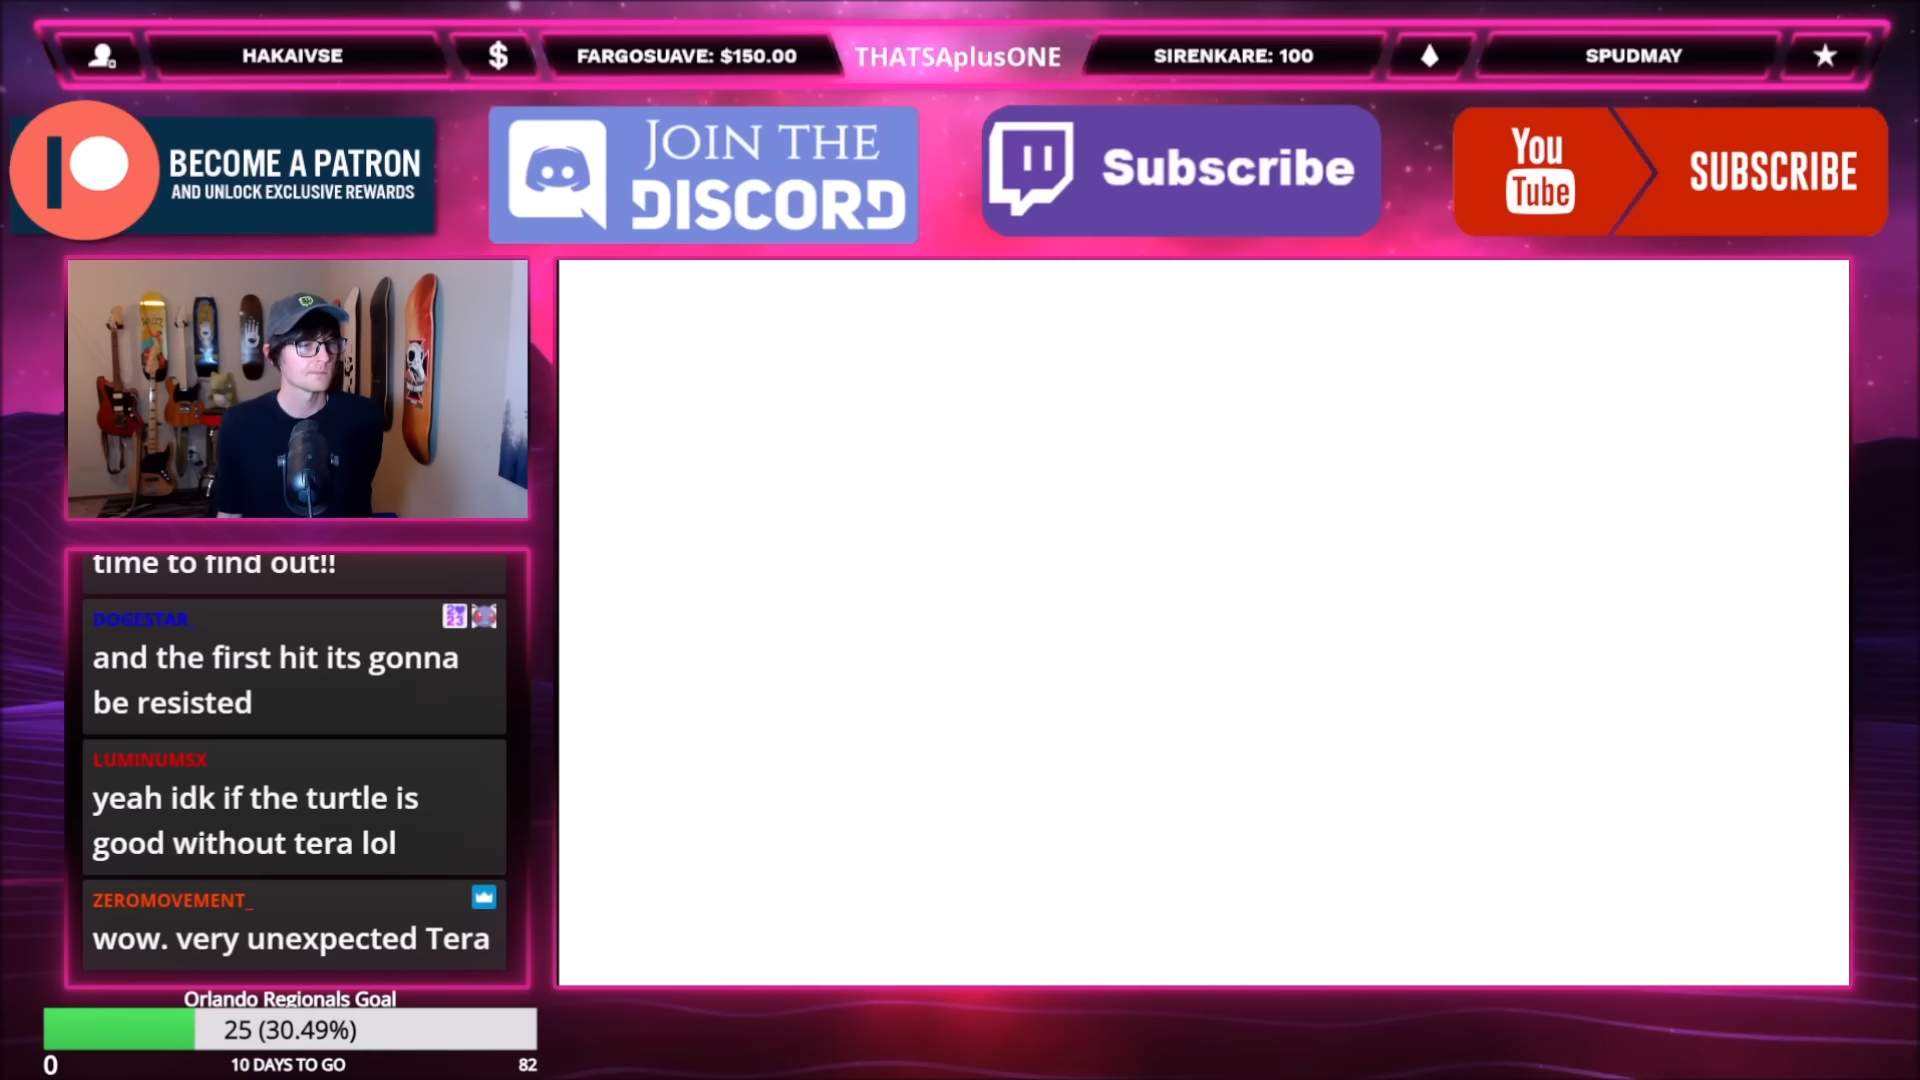 HAKAIVSE
$
FARGOSUAVE: $150.00
THATSAplusONE
SIRENKARE: 100
SPUDMAY
BECOME A PATRON
AND UNLOCK EXCLUSIVE REWARDS
JOIN THE
DISCORD
Subscribe
You
Tube
SUBSCRIBE
time to find out!!
DOGESTAR_
and the first hit its gonna
be resisted
LUMINUMSX
yeah idk if the turtle is
good without tera lol
ZEROMOVEMENT_
wow. very unexpected Tera
Orlando Regionals Goal
25 (30.49%)
0
10 DAYS TO GO
82